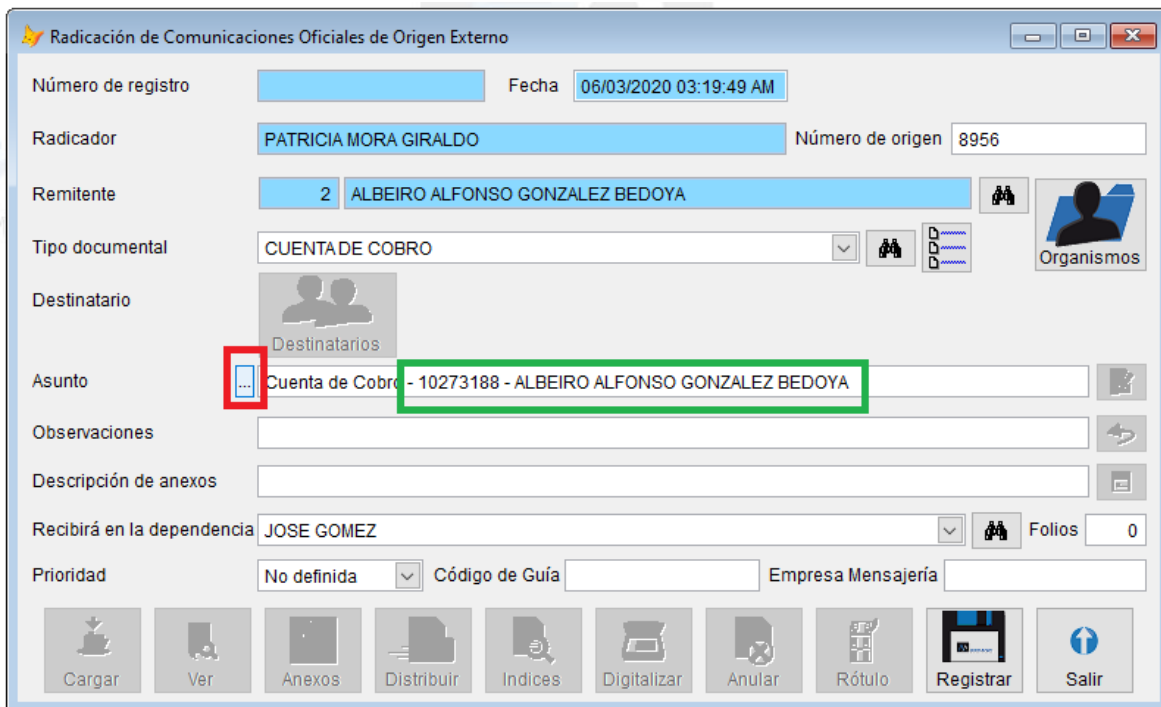 Radicación de Comunicaciones Oficiales de Origen Externo
Número de registro Fecha 06/03/2020 03:19:49 AM
Radicador PATRICIA MORA GIRALDO Número de origen 8956
Remitente 2 ALBEIRO ALFONSO GONZALEZ BEDOYA
Organismos
Tipo documental CUENTA DE COBRO
Destinatario
Destinatarios
Asunto ... Cuenta de Cobro - 10273188 - ALBEIRO ALFONSO GONZALEZ BEDOYA
Observaciones
Descripción de anexos
Recibirá en la dependencia JOSE GOMEZ Folios 0
Prioridad No definida Código de Guía Empresa Mensajería
Cargar Ver Anexos Distribuir Indices Digitalizar Anular Rótulo Registrar Salir